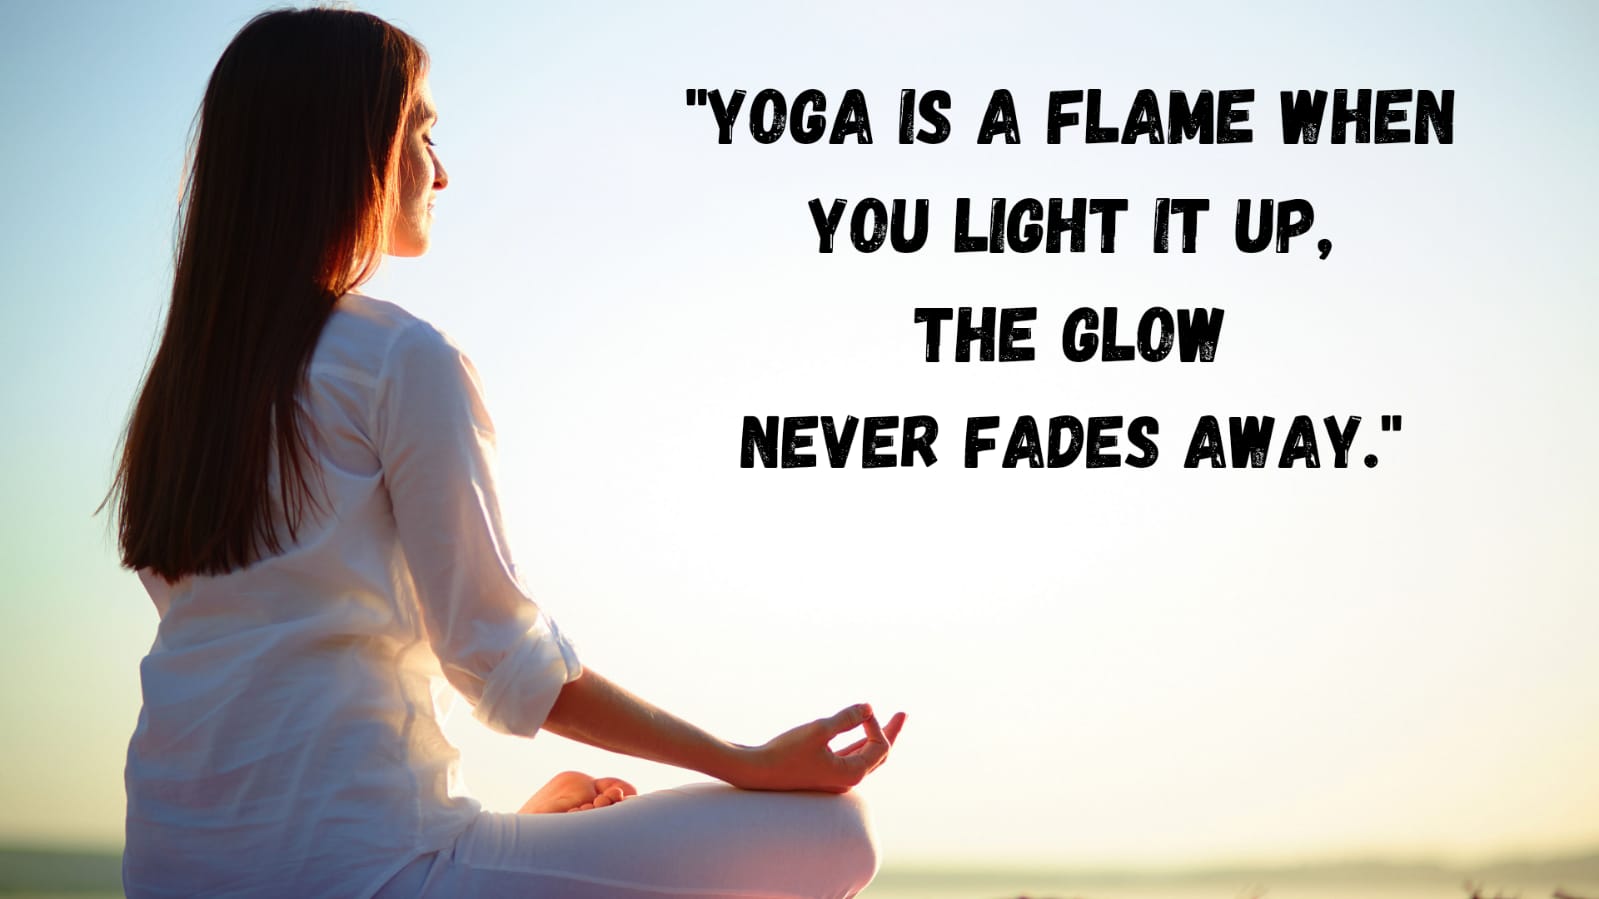 "YOGA IS A FLAME WHEN
YOU LIGHT IT UP,
THE GLOW
NEVER FADES AWAY."